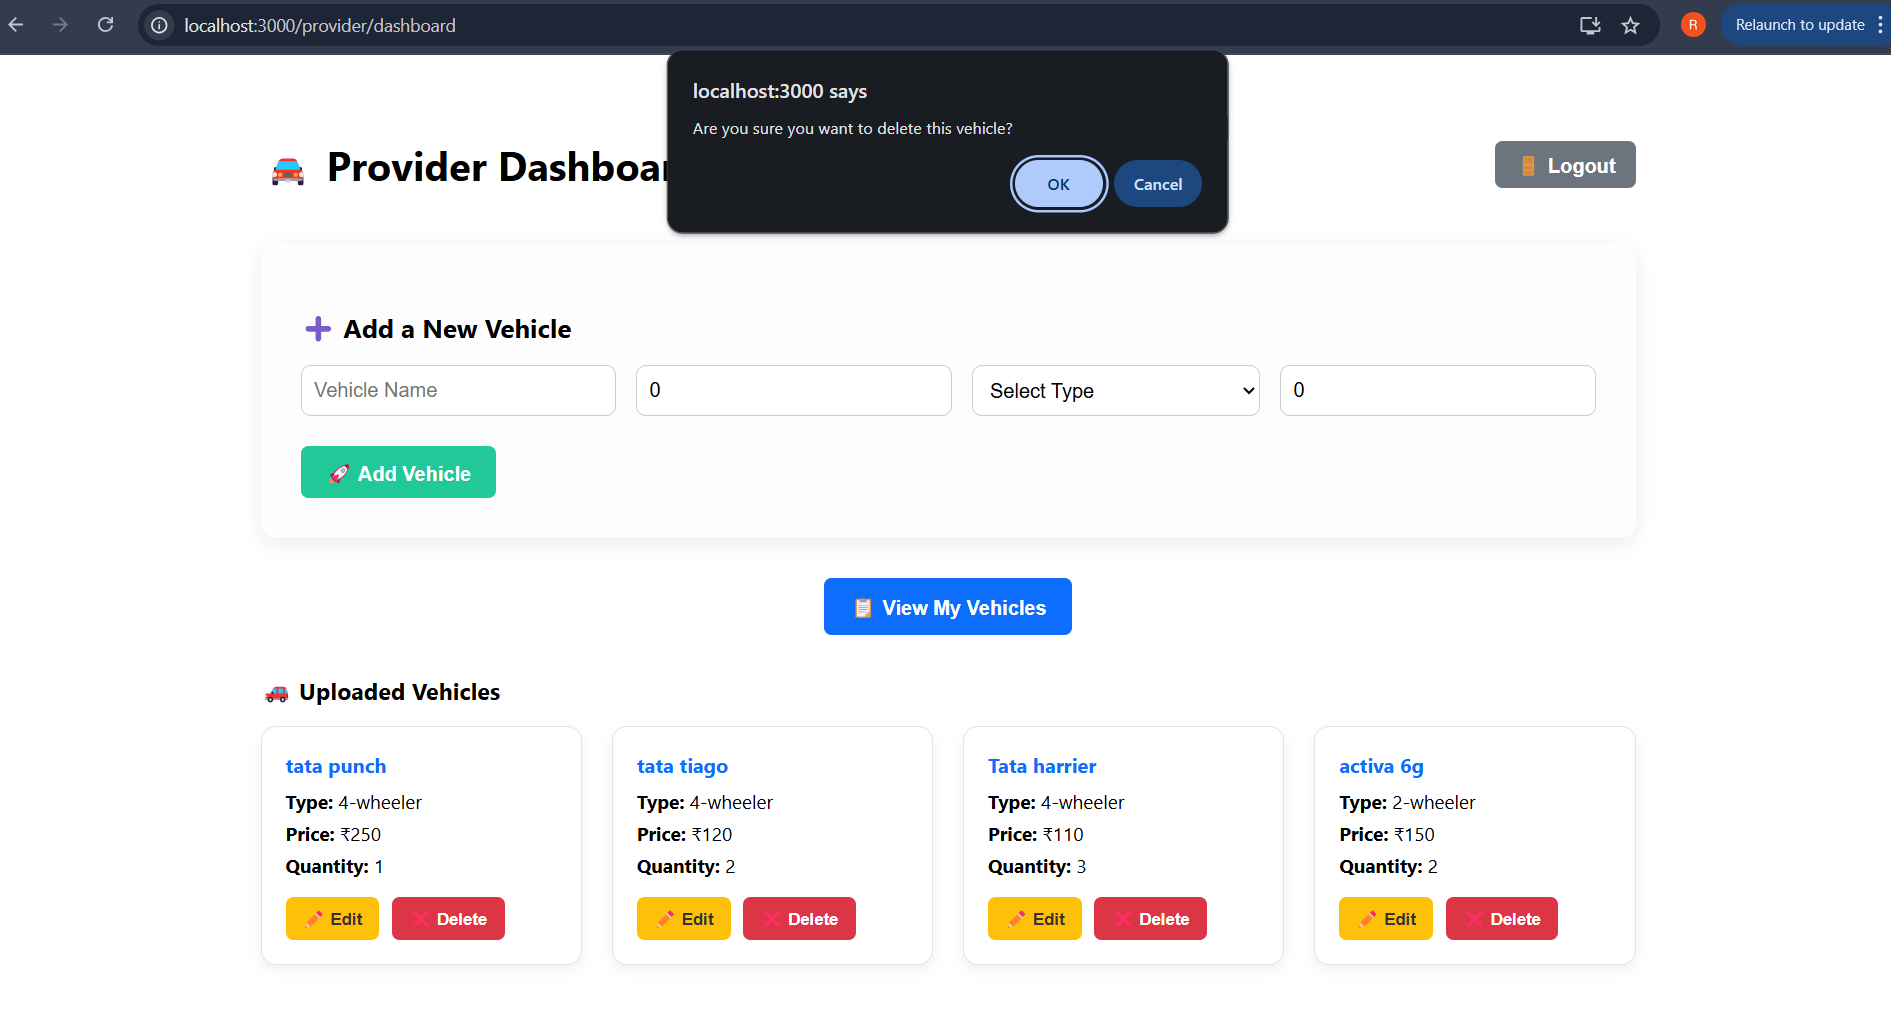 localhost:3000/provider/dashboard
R
Relaunch to update
localhost:3000 says
Are you sure you want to delete this vehicle?
OK
Cancel
Provider Dashboar
Logout
Add a New Vehicle
Vehicle Name
0
Select Type
0
Add Vehicle
View My Vehicles
Uploaded Vehicles
tata punch
Type: 4-wheeler
Price: ₹250
Quantity: 1
Edit
Delete
tata tiago
Type: 4-wheeler
Price: ₹120
Quantity: 2
Edit
Delete
Tata harrier
Type: 4-wheeler
Price: ₹110
Quantity: 3
Edit
Delete
activa 6g
Type: 2-wheeler
Price: ₹150
Quantity: 2
Edit
Delete